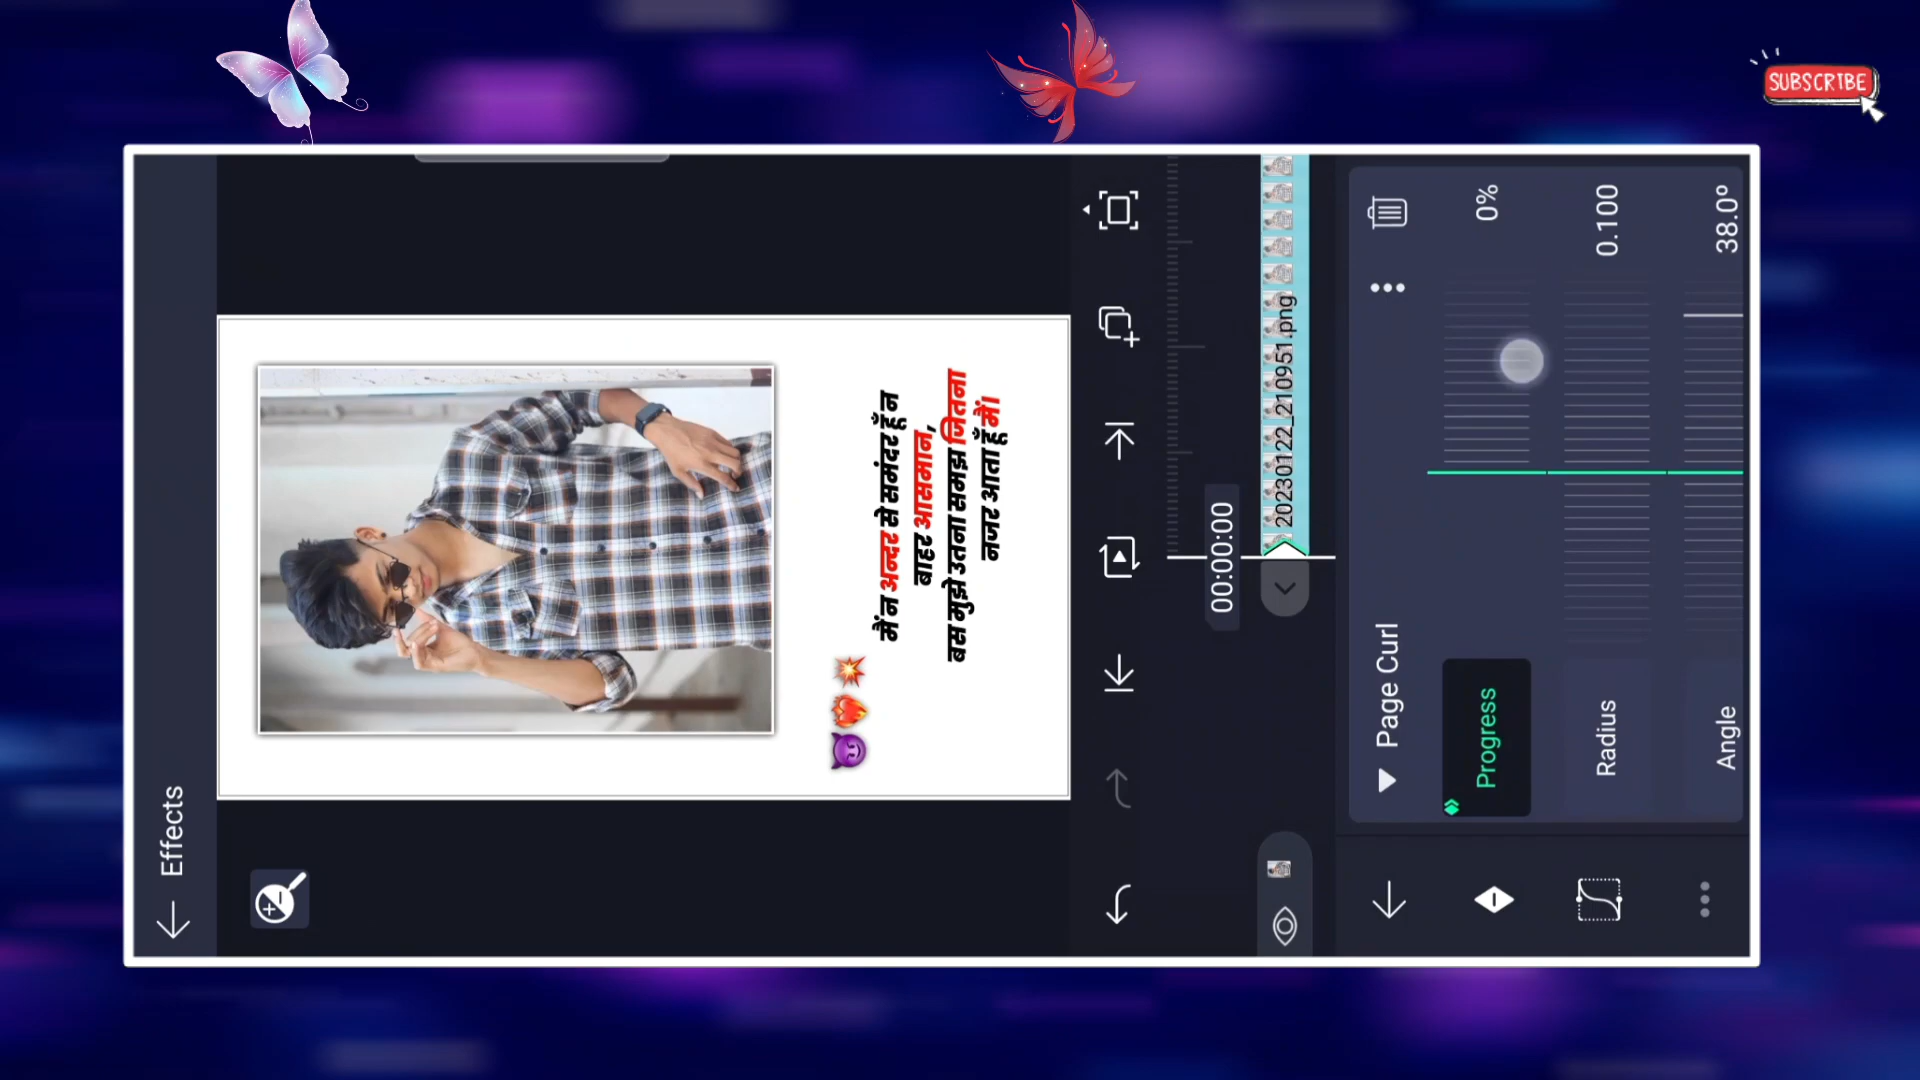 SUBSCRIBE
Effects
मैं न अन्दर से समंदर हूँ न
बाहर आसमान,
बस मुझे उतना समझ जितना
नजर आता हूँ मैं।
00:00:00
20230122_210951.png
Page Curl
Progress
0%
Radius
0.100
Angle
38.0°